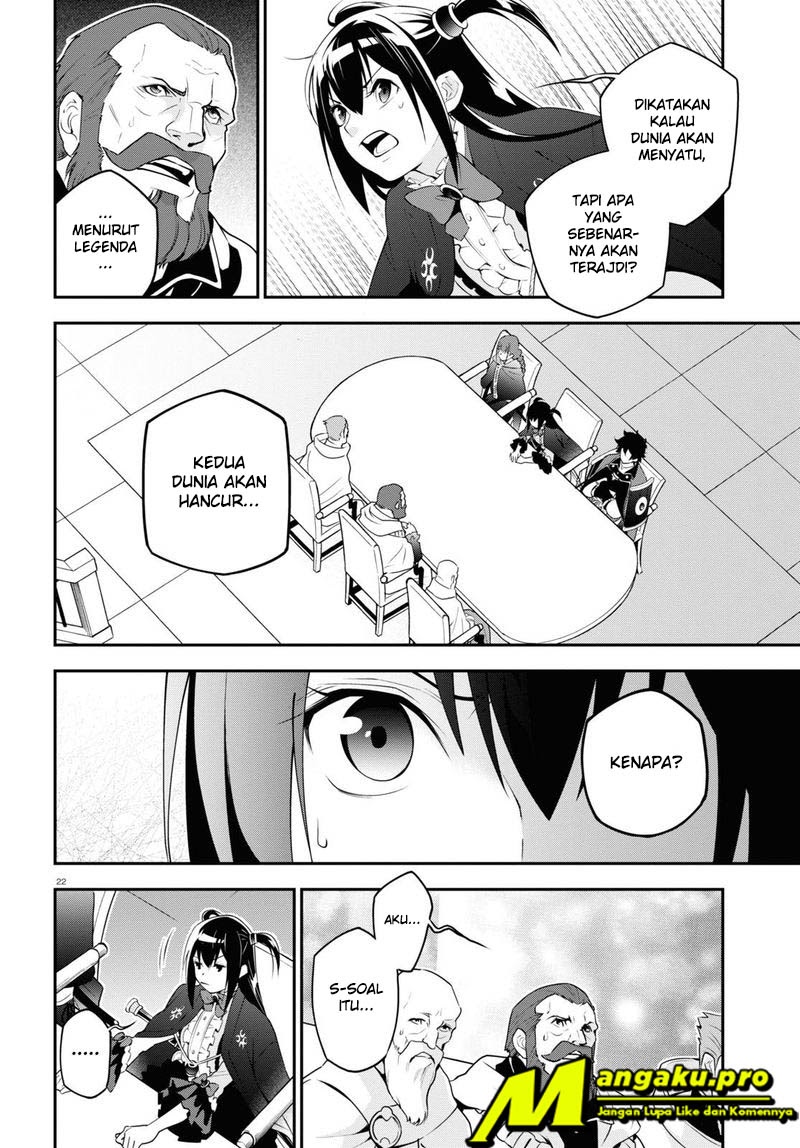 DIKATAKAN
KALAU
DUNIA AKAN
MENYATU,
TAPI APA
YANG
SEBENAR-
NYA AKAN
TERAJDI?
...
MENURUT
LEGENDA
...
KEDUA
DUNIA AKAN
HANCUR...
KENAPA?
22
AKU...
S-SOAL
ITU...
.....
Mangaku.pro
Jangan Lupa Like dan Komennya